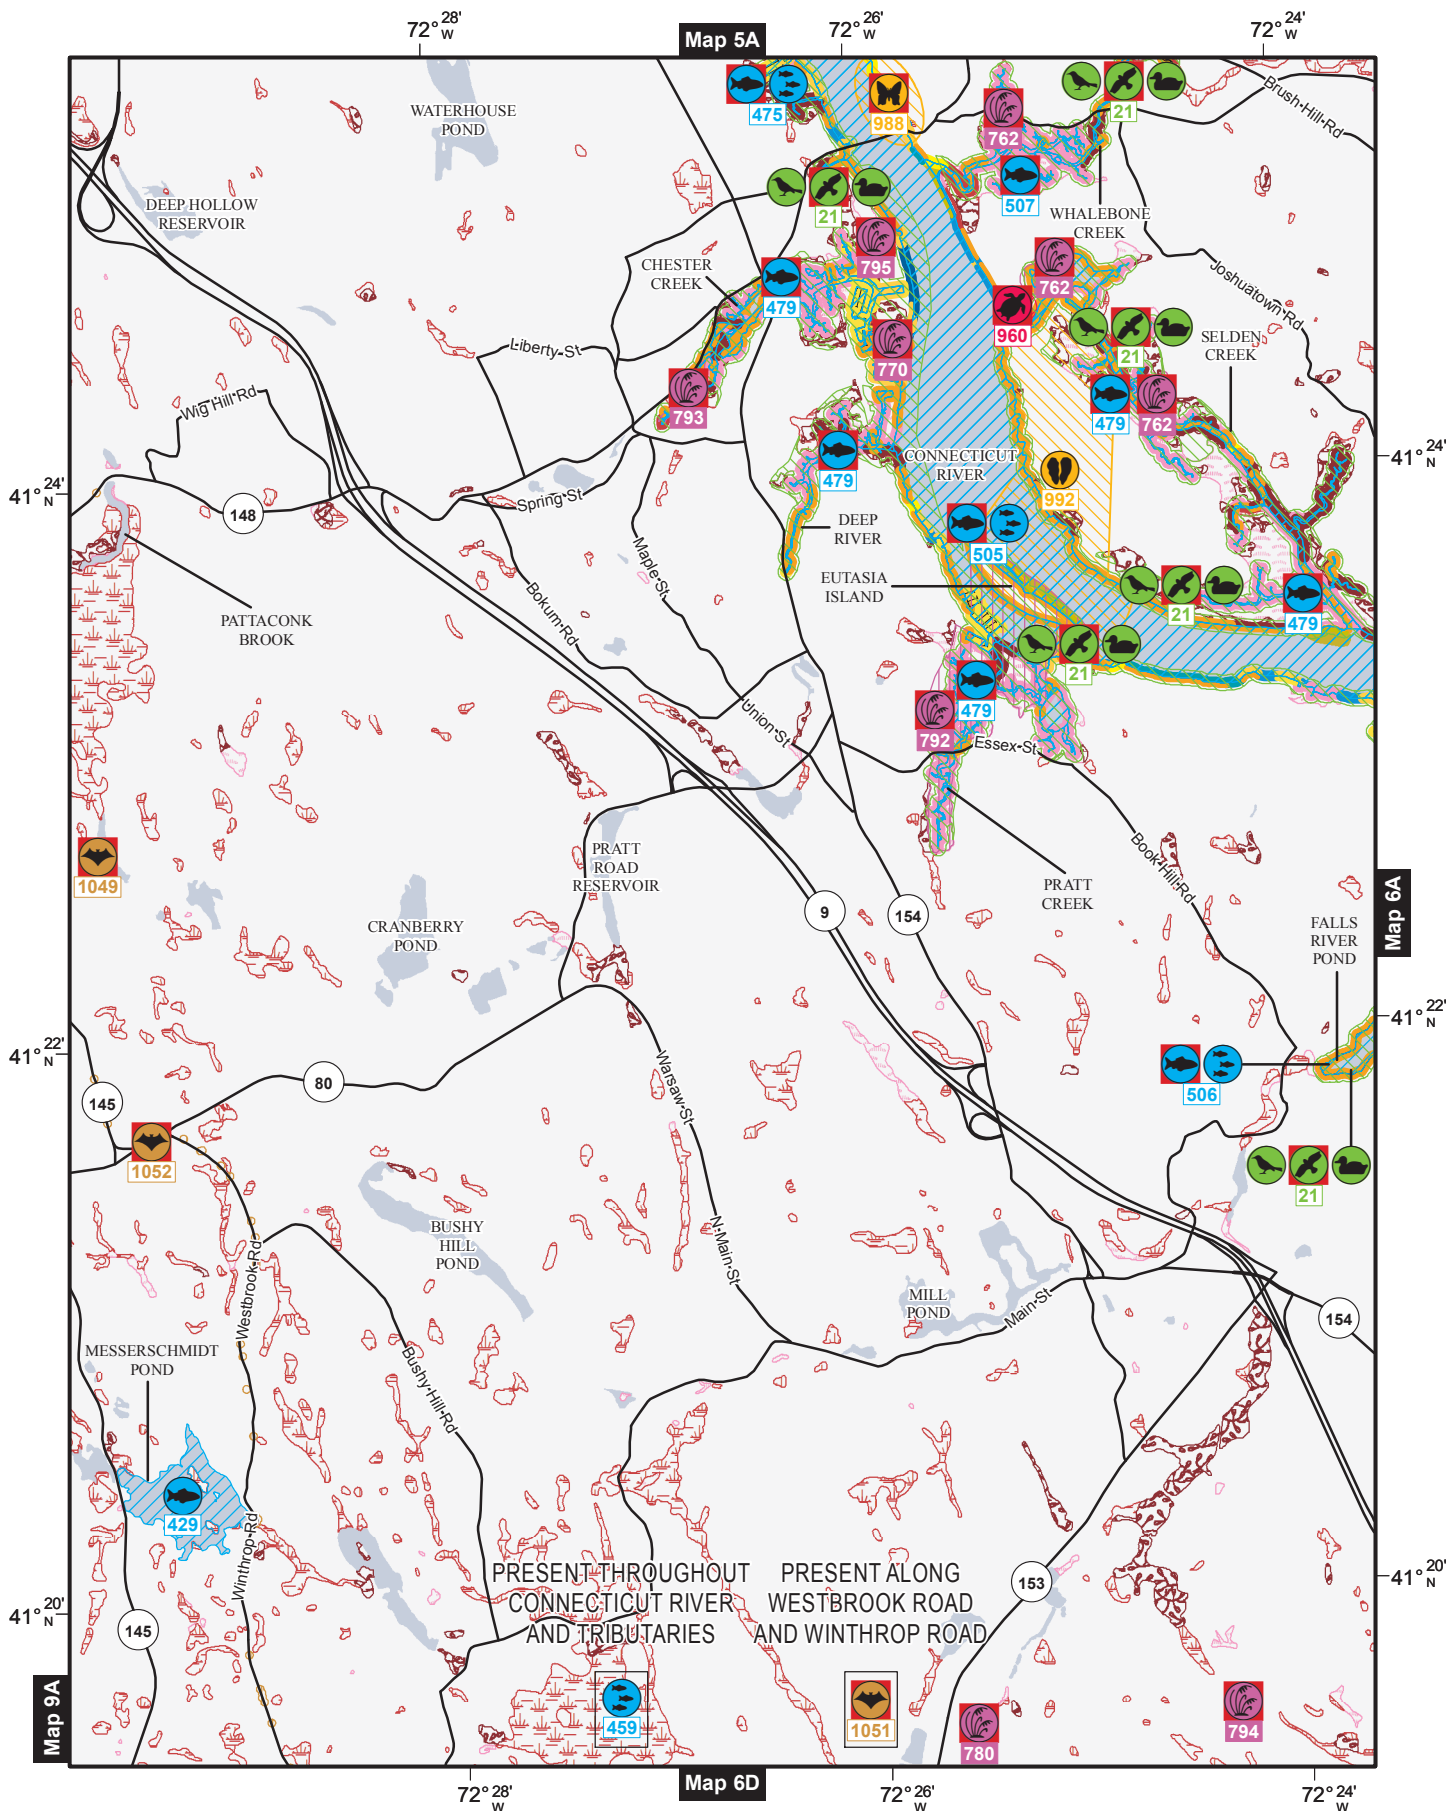 72° 28' W
72° 26' W
72° 24' W
Map 5A
WATERHOUSE
POND
475
988
762
21
Brush Hill Rd
DEEP HOLLOW
RESERVOIR
21
507
WHALEBONE
CREEK
795
CHESTER
CREEK
479
762
Joshuatown Rd
960
21
SELDEN
CREEK
Liberty St
770
793
479
762
Wig Hill Rd
CONNECTICUT
RIVER
479
992
41° 24' N
41° 24' N
148
Spring St
DEEP
RIVER
505
EUTASIA
ISLAND
Maple St
Bokum Rd
PATTACONK
BROOK
21
479
21
479
792
Union St
Essex St
1049
PRATT
ROAD
RESERVOIR
Book Hill Rd
PRATT
CREEK
CRANBERRY
POND
9
154
FALLS
RIVER
POND
Map 6A
41° 22' N
41° 22' N
506
80
145
Warsaw St
1052
21
N Main St
BUSHY
HILL
POND
Westbrook Rd
MILL
POND
Main St
154
MESSERSCHMIDT
POND
Bushy Hill Rd
429
Winthrop Rd
PRESENT THROUGHOUT
CONNECTICUT RIVER
AND TRIBUTARIES
PRESENT ALONG
WESTBROOK ROAD
AND WINTHROP ROAD
153
41° 20' N
41° 20' N
145
459
1051
780
794
Map 9A
Map 6D
72° 28' W
72° 26' W
72° 24' W